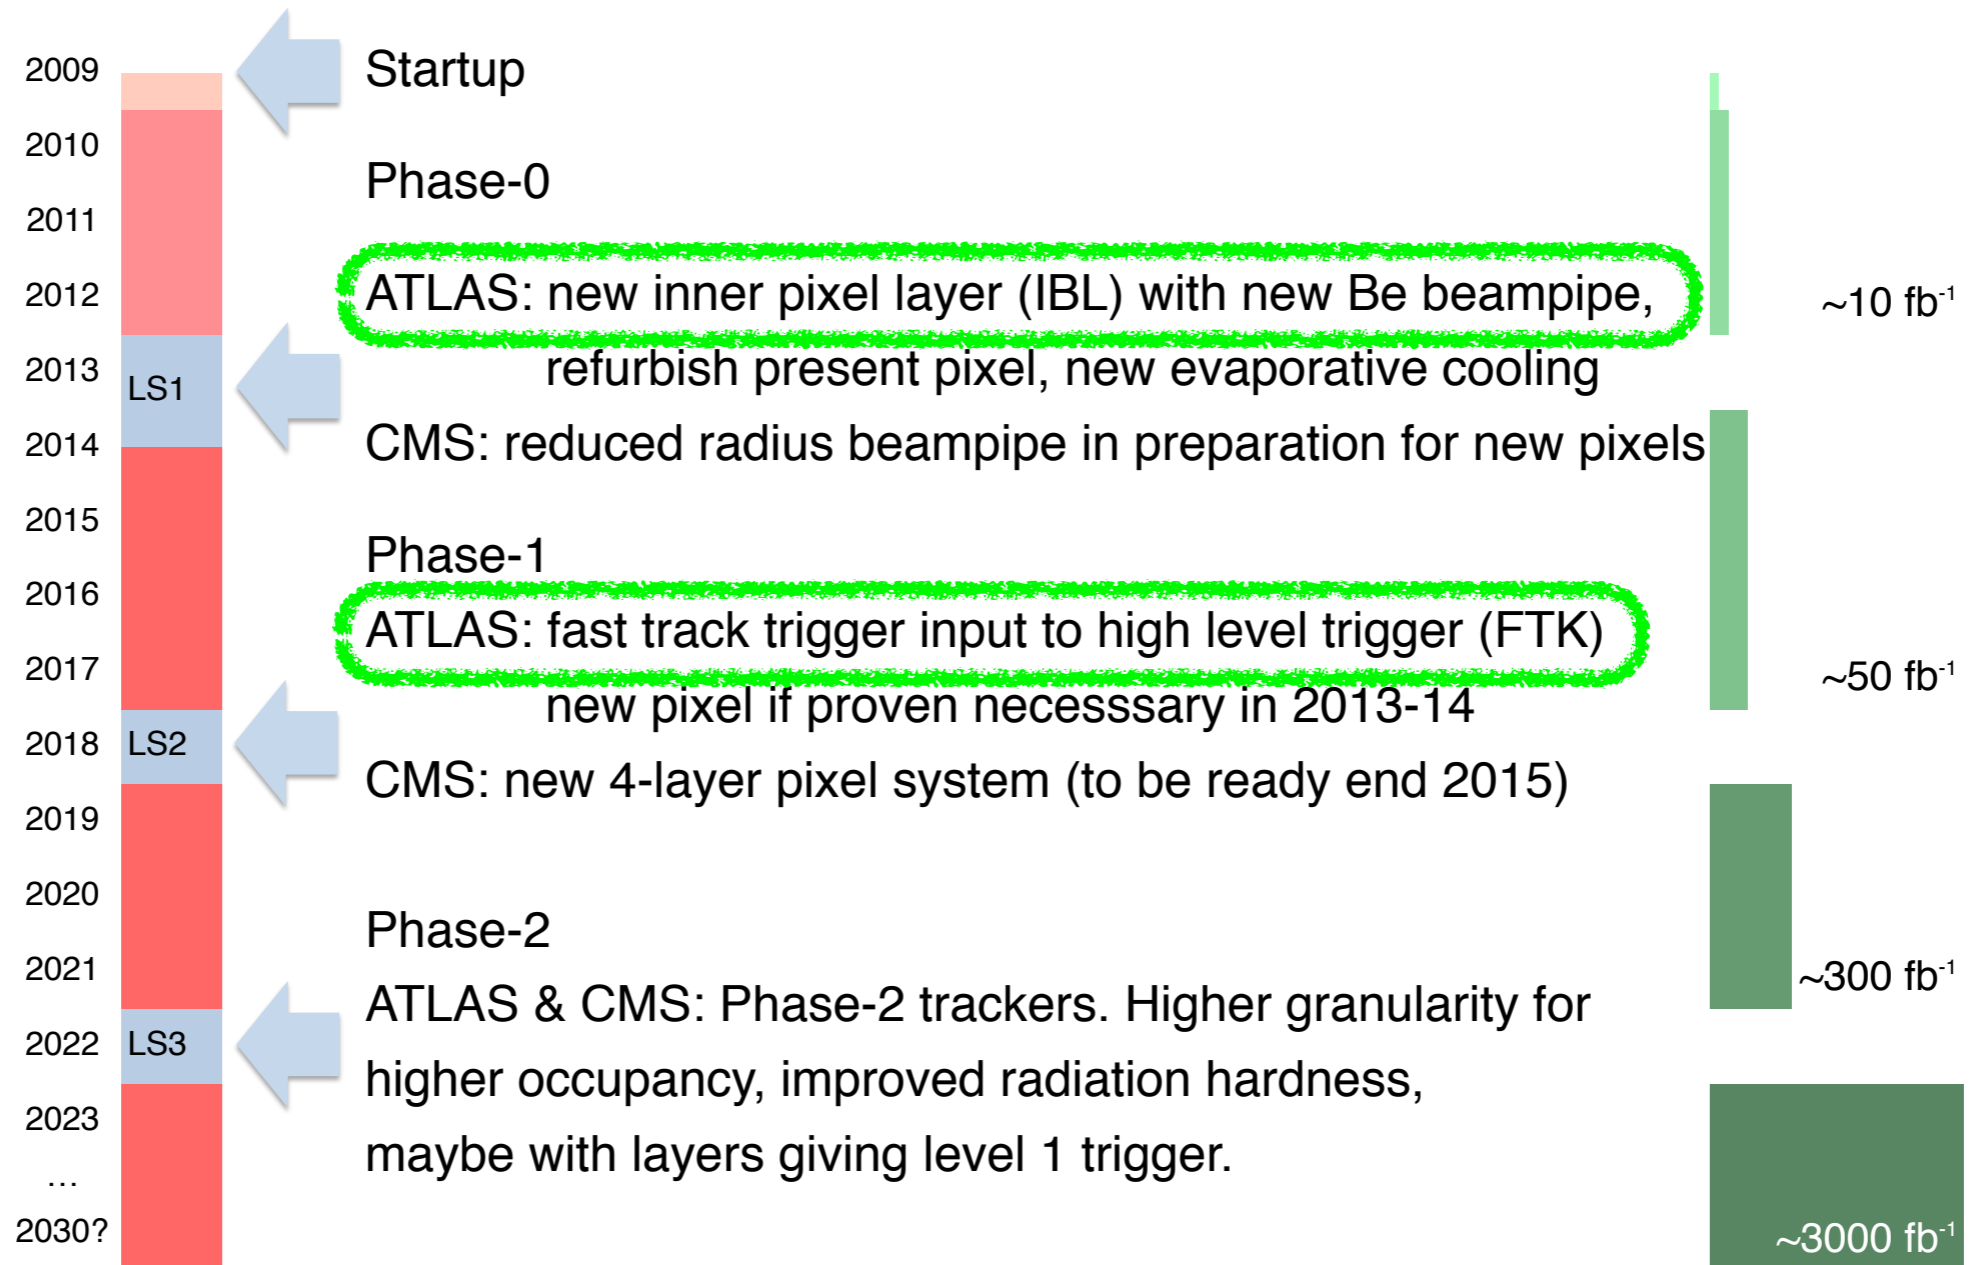 2009
Startup
2010
Phase-0
2011
2012
ATLAS: new inner pixel layer (IBL) with new Be beampipe,
~10 fb-1
2013
LS1
refurbish present pixel, new evaporative cooling
2014
CMS: reduced radius beampipe in preparation for new pixels
2015
Phase-1
2016
ATLAS: fast track trigger input to high level trigger (FTK)
2017
~50 fb-1
new pixel if proven necesssary in 2013-14
2018
LS2
CMS: new 4-layer pixel system (to be ready end 2015)
2019
2020
Phase-2
2021
~300 fb-1
ATLAS & CMS: Phase-2 trackers. Higher granularity for
2022
LS3
higher occupancy, improved radiation hardness,
2023
maybe with layers giving level 1 trigger.
…
2030?
~3000 fb-1